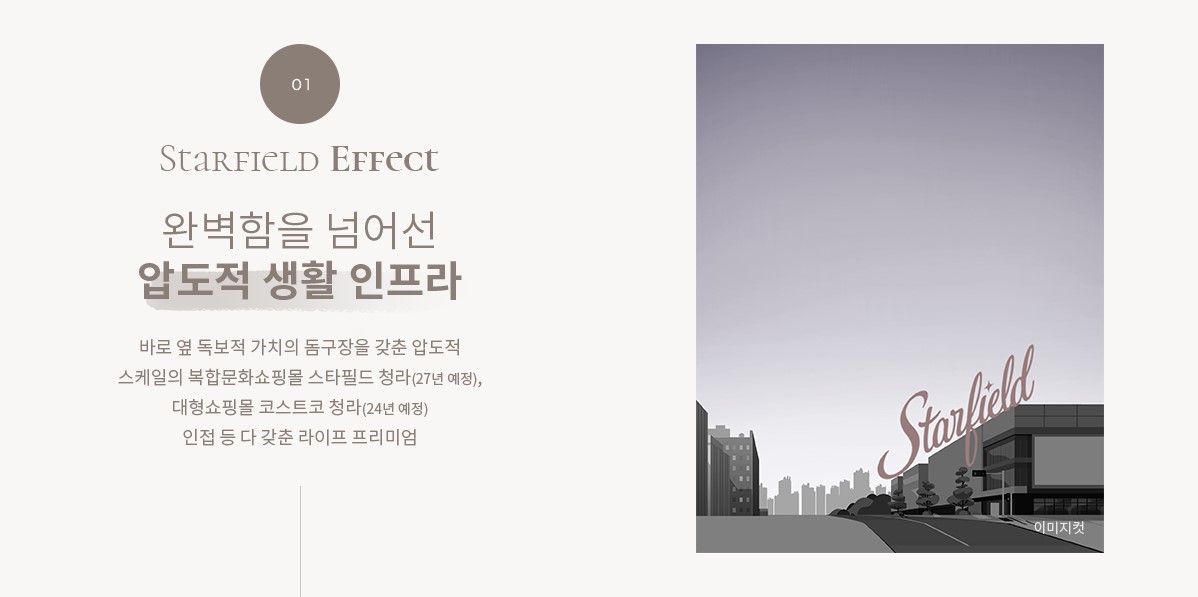 01
Starfield Effect
완벽함을 넘어선
압도적 생활 인프라
바로 옆 독보적 가치의 돔구장을 갖춘 압도적
스케일의 복합문화쇼핑몰 스타필드 청라(27년 예정),
대형쇼핑몰 코스트코 청라(24년 예정)
인접 등 다 갖춘 라이프 프리미엄
Starfield
이미지컷